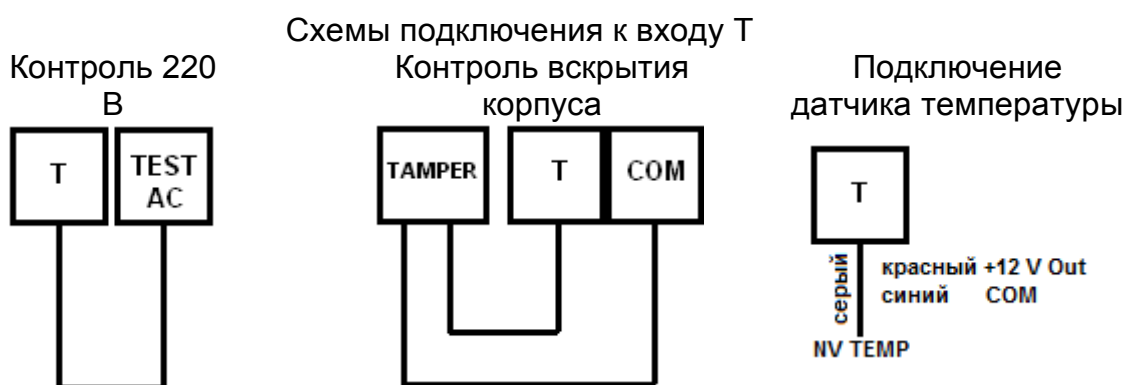 Схемы подключения к входу Т
Контроль 220
В
Т
TEST
AC
Контроль вскрытия
корпуса
TAMPER
Т
COM
Подключение
датчика температуры
Т
серый
красный +12 V Out
синий COM
NV TEMP